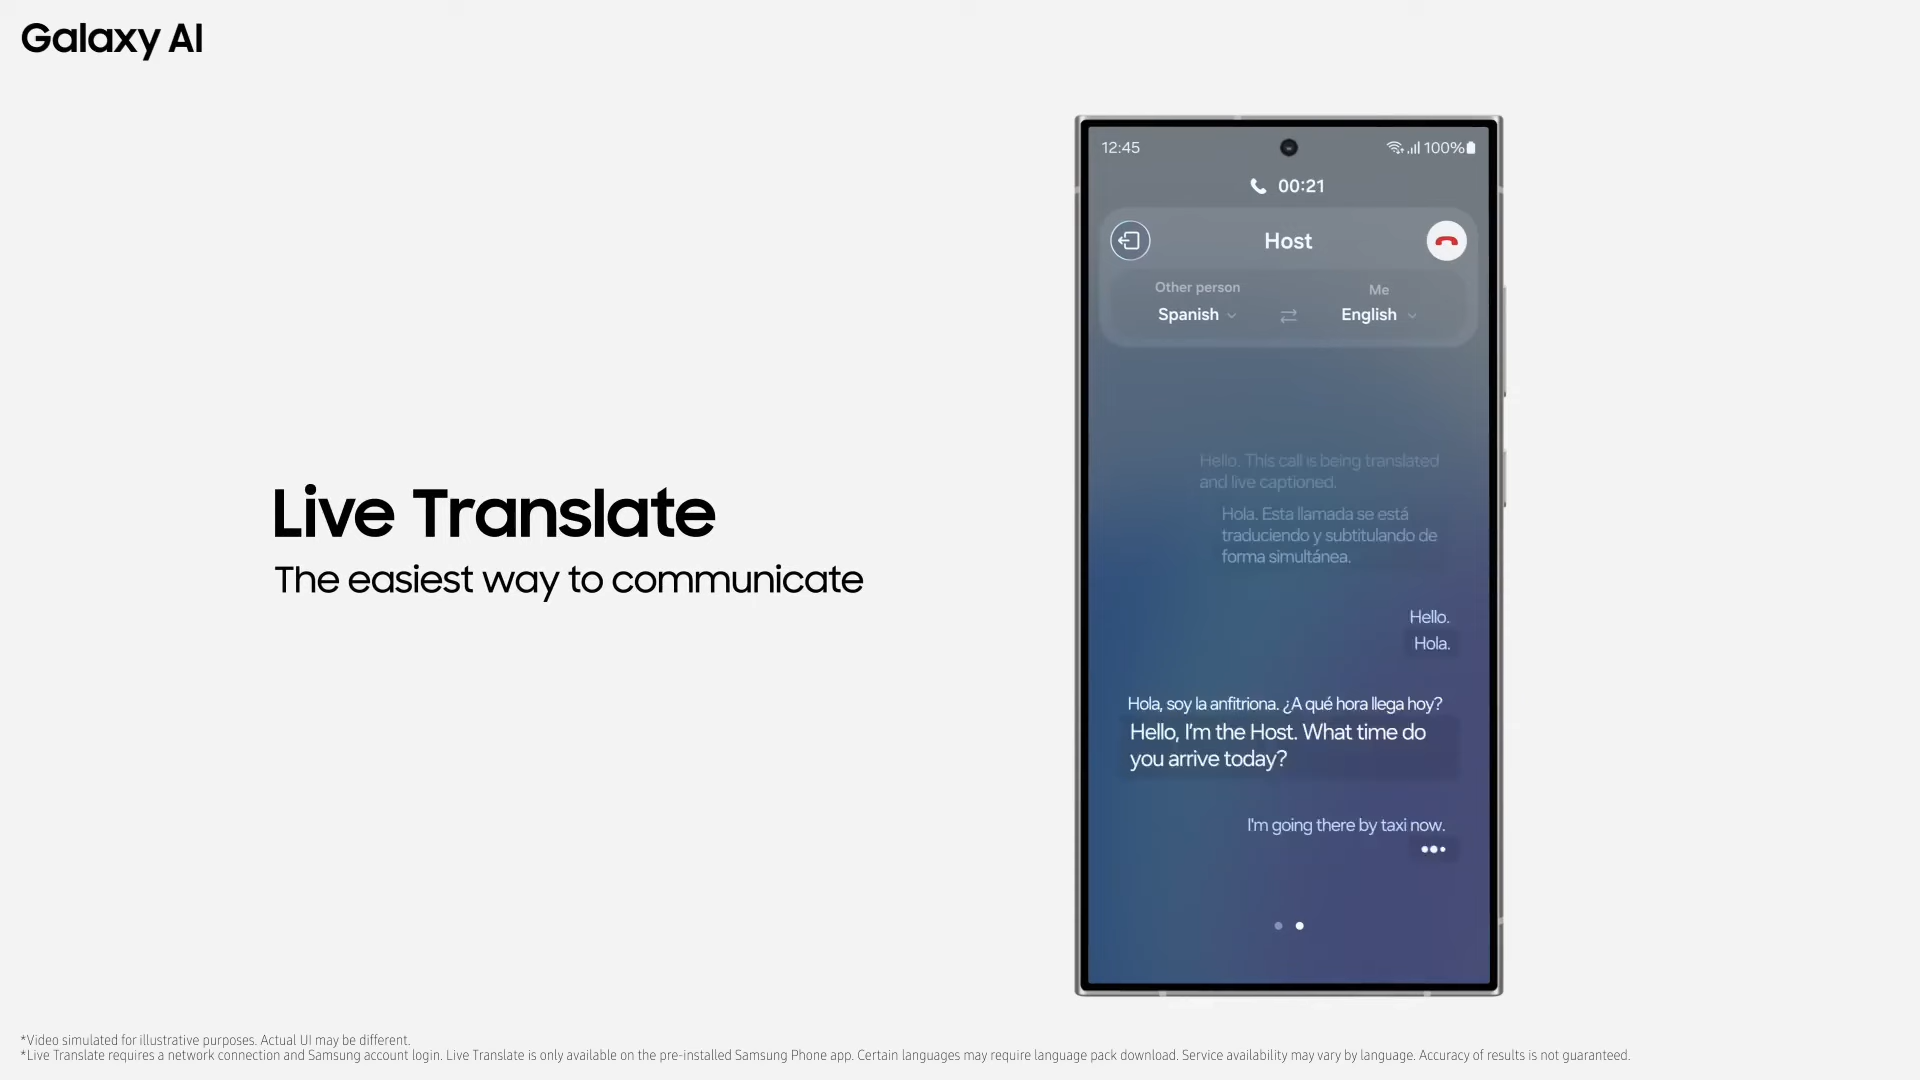 Galaxy AI
Live Translate
The easiest way to communicate
12:45
100%
00:21
Host
Other person
Me
Spanish
English
Hello. This call is being translated
and live captioned.
Hola. Esta llamada se está
traduciendo y subtitulando de
forma simultánea.
Hello.
Hola.
Hola, soy la anfitriona. ¿A qué hora llega hoy?
Hello, I'm the Host. What time do
you arrive today?
I'm going there by taxi now.
*Video simulated for illustrative purposes. Actual UI may be different.
*Live Translate requires a network connection and Samsung account login. Live Translate is only available on the pre-installed Samsung Phone app. Certain languages may require language pack download. Service availability may vary by language. Accuracy of results is not guaranteed.